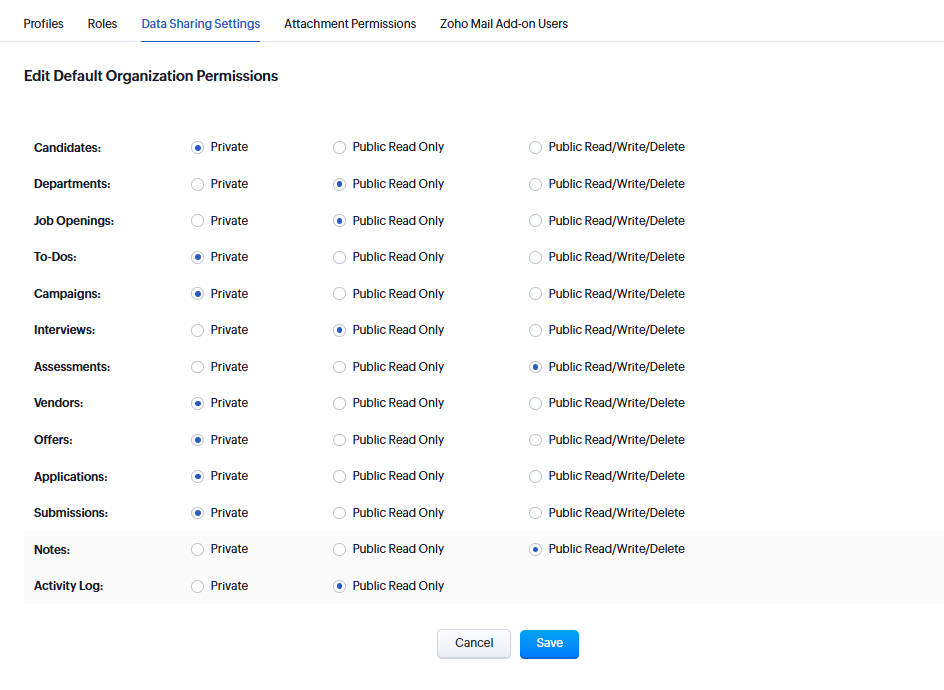 Profiles Roles Data Sharing Settings Attachment Permissions Zoho Mail Add-on Users
Edit Default Organization Permissions
Candidates: Private Public Read Only Public Read/Write/Delete
Departments: Private Public Read Only Public Read/Write/Delete
Job Openings: Private Public Read Only Public Read/Write/Delete
To-Dos: Private Public Read Only Public Read/Write/Delete
Campaigns: Private Public Read Only Public Read/Write/Delete
Interviews: Private Public Read Only Public Read/Write/Delete
Assessments: Private Public Read Only Public Read/Write/Delete
Vendors: Private Public Read Only Public Read/Write/Delete
Offers: Private Public Read Only Public Read/Write/Delete
Applications: Private Public Read Only Public Read/Write/Delete
Submissions: Private Public Read Only Public Read/Write/Delete
Notes: Private Public Read Only Public Read/Write/Delete
Activity Log: Private Public Read Only
Cancel Save